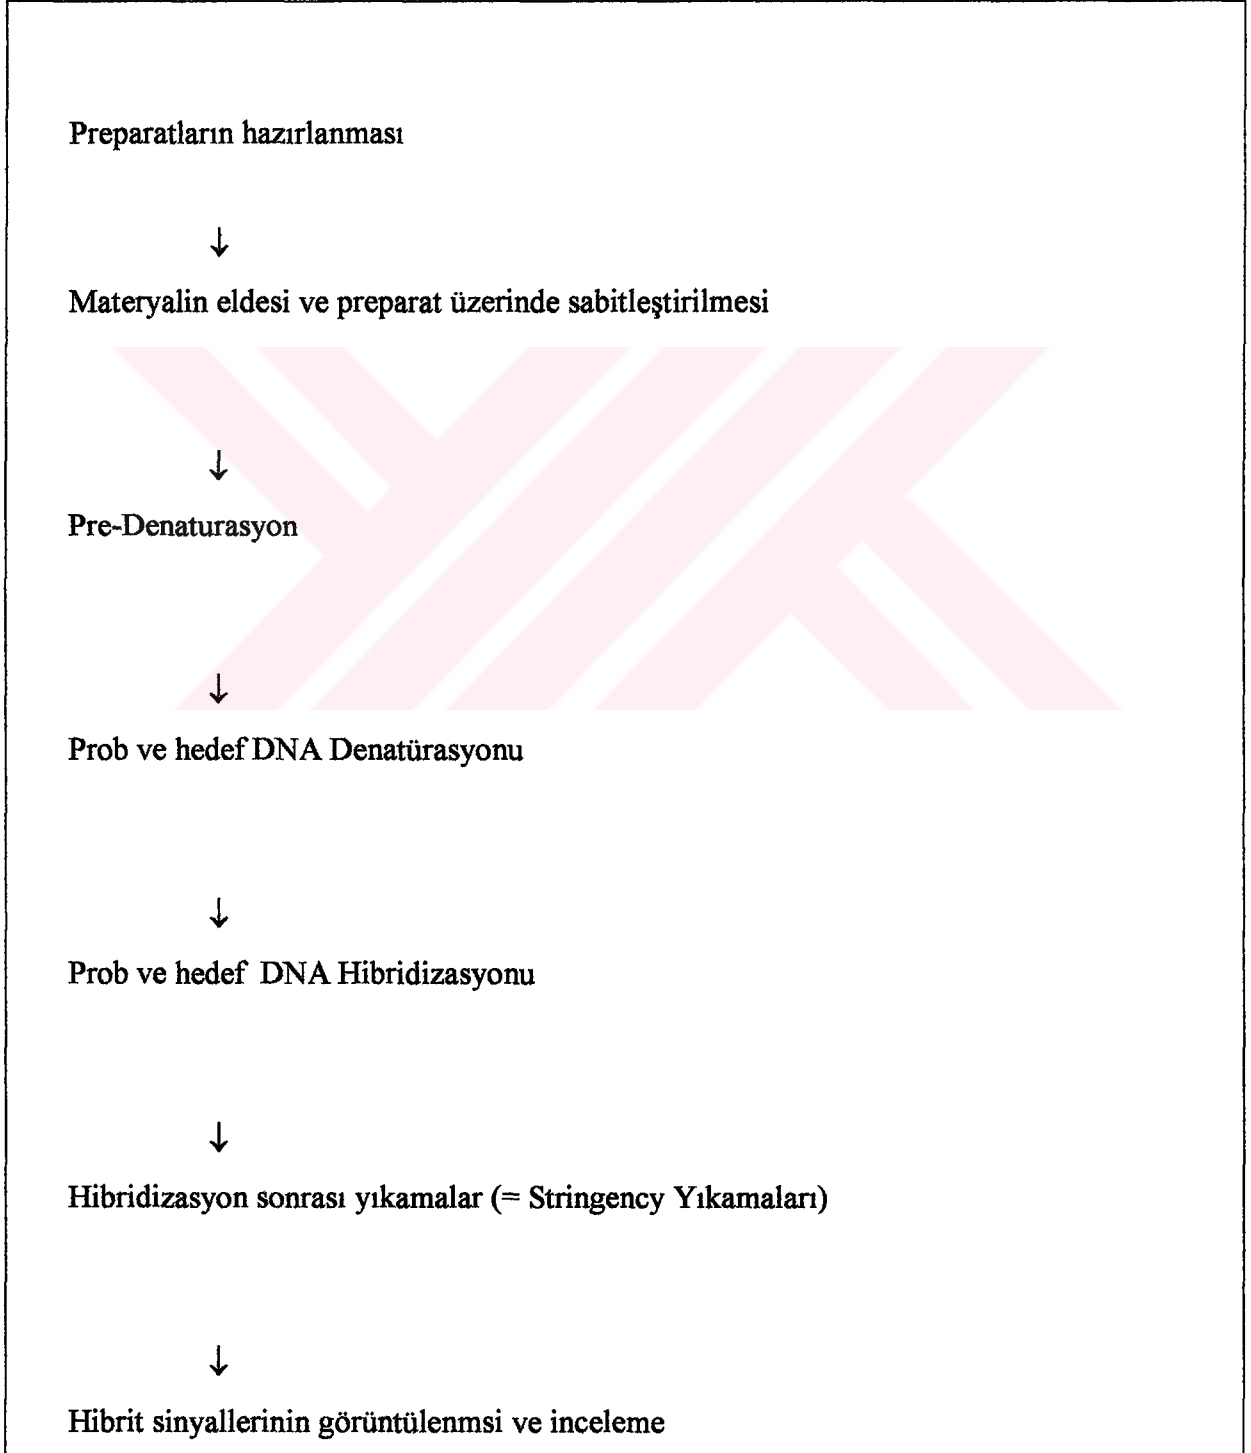 Preparatların hazırlanması
↓
Materyalin eldesi ve preparat üzerinde sabitleştirilmesi
↓
Pre-Denaturasyon
↓
Prob ve hedef DNA Denatürasyonu
↓
Prob ve hedef DNA Hibridizasyonu
↓
Hibridizasyon sonrası yıkamalar (= Stringency Yıkamaları)
↓
Hibrit sinyallerinin görüntülenmsi ve inceleme